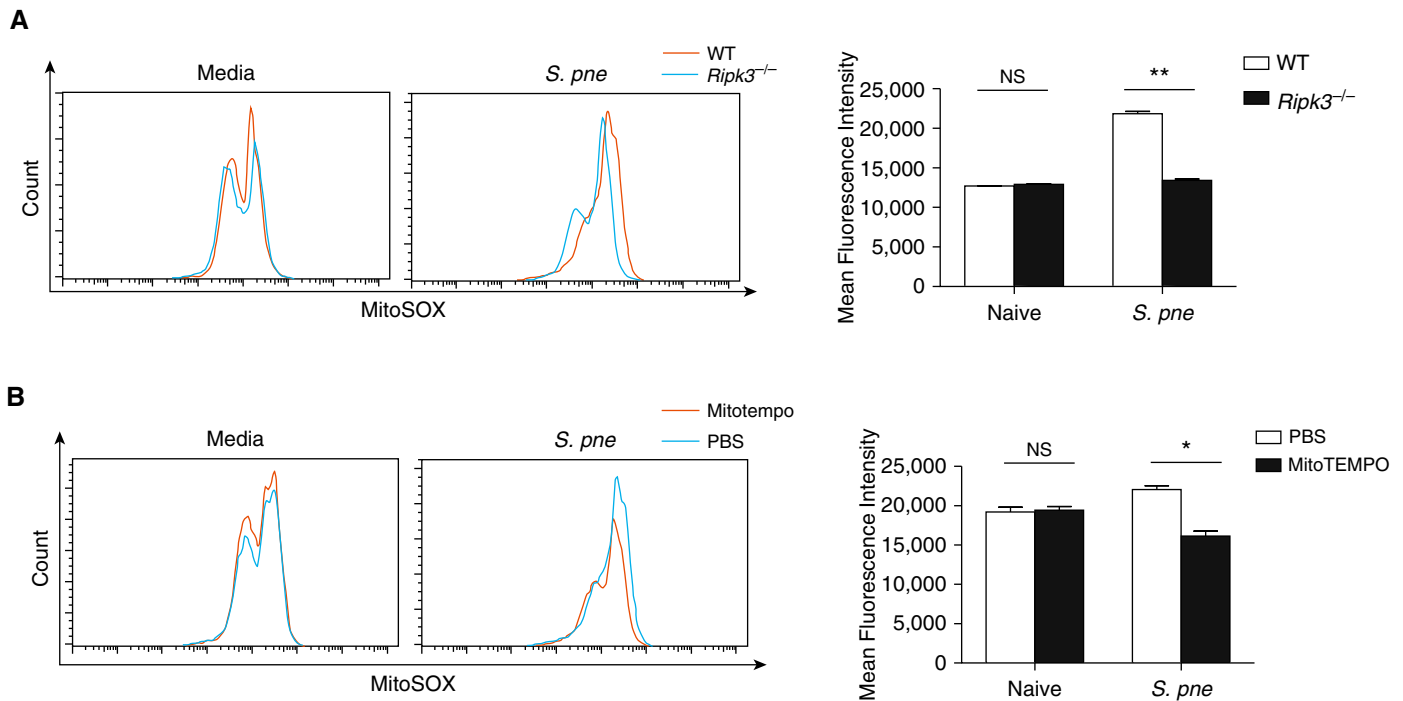 A
Media
S. pne
WT
Ripk3–/–
Count
MitoSOX
Mean Fluorescence Intensity
25,000
20,000
15,000
10,000
5,000
0
NS
**
Naive
S. pne
WT
Ripk3–/–
B
Media
S. pne
Mitotempo
PBS
Count
MitoSOX
Mean Fluorescence Intensity
25,000
20,000
15,000
10,000
5,000
0
NS
*
Naive
S. pne
PBS
MitoTEMPO